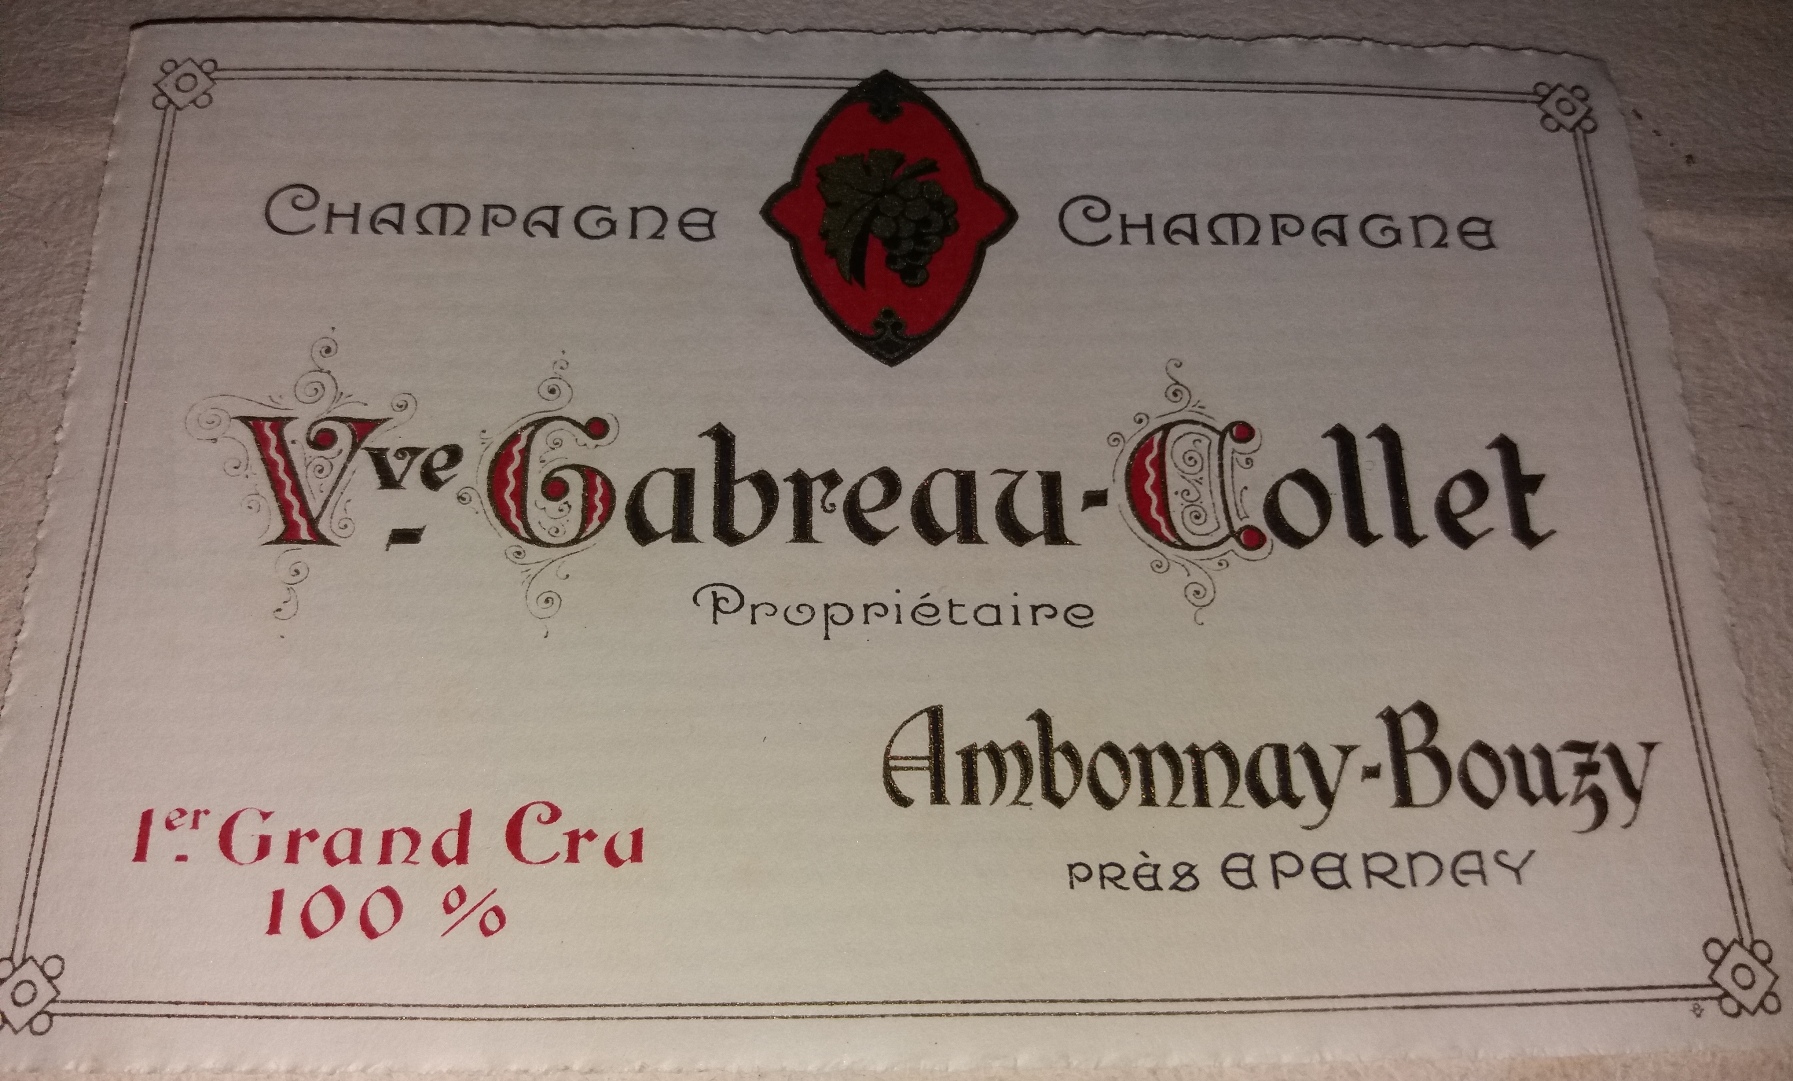 CHAMPAGNE CHAMPAGNE
Vve Gabreau-Collet
Propriétaire
Ambonnay-Bouzy
PRÈS EPERNAY
1er Grand Cru
100 %